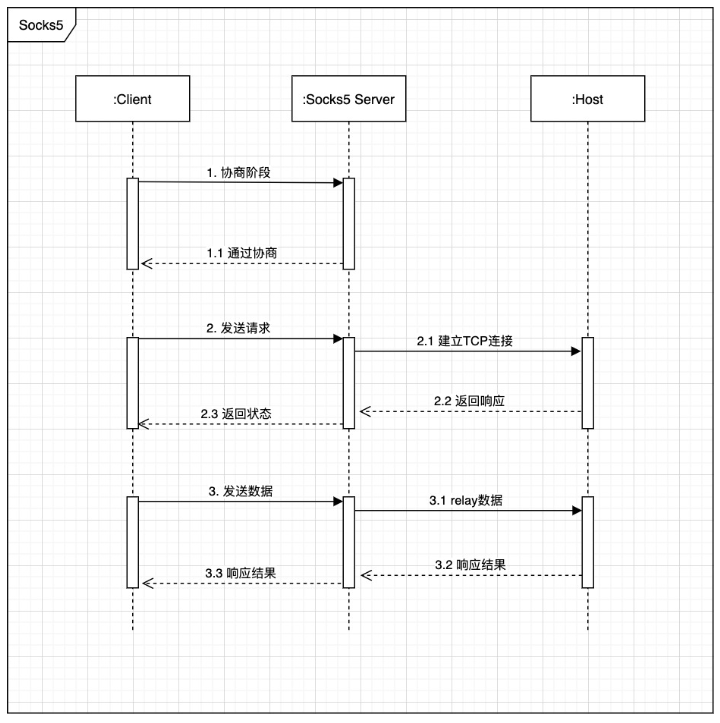 Socks5
:Client
:Socks5 Server
:Host
1. 协商阶段
1.1 通过协商
2. 发送请求
2.1 建立TCP连接
2.2 返回响应
2.3 返回状态
3. 发送数据
3.1 relay数据
3.2 响应结果
3.3 响应结果